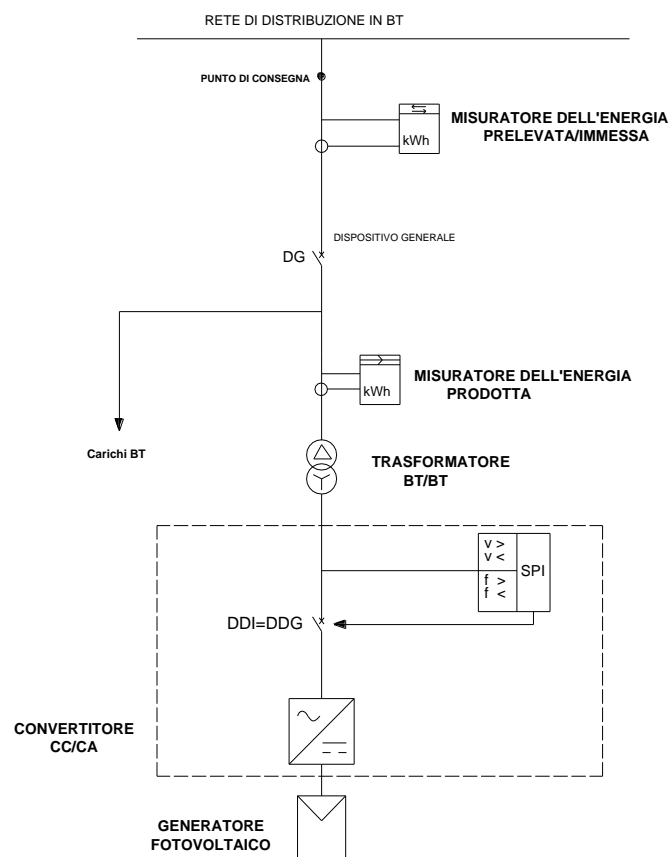 RETE DI DISTRIBUZIONE IN BT
PUNTO DI CONSEGNA
kWh
MISURATORE DELL'ENERGIA
PRELEVATA/IMMESSA
DISPOSITIVO GENERALE
DG
kWh
MISURATORE DELL'ENERGIA
PRODOTTA
Carichi BT
TRASFORMATORE
BT/BT
v >
v <
f >
f <
SPI
DDI=DDG
CONVERTITORE
CC/CA
GENERATORE
FOTOVOLTAICO